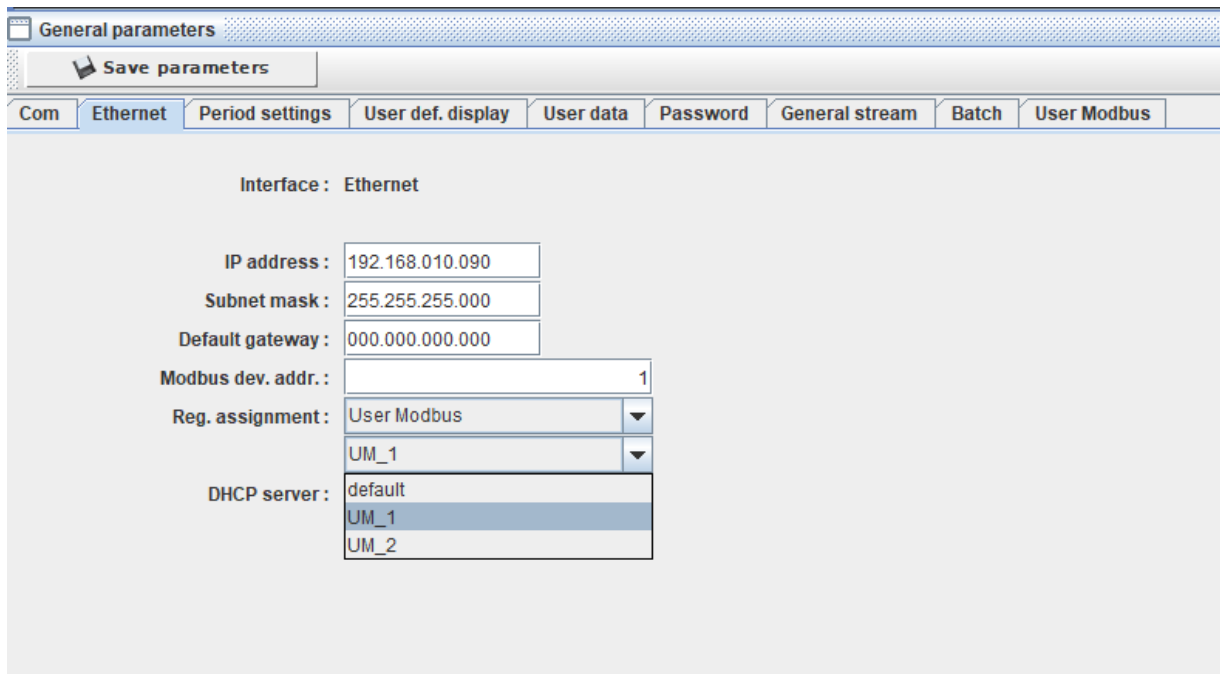 General parameters
Save parameters
Com Ethernet Period settings User def. display User data Password General stream Batch User Modbus
Interface : Ethernet
IP address : 192.168.010.090
Subnet mask : 255.255.255.000
Default gateway : 000.000.000.000
Modbus dev. addr. : 1
Reg. assignment : User Modbus
UM_1
DHCP server : default
UM_1
UM_2